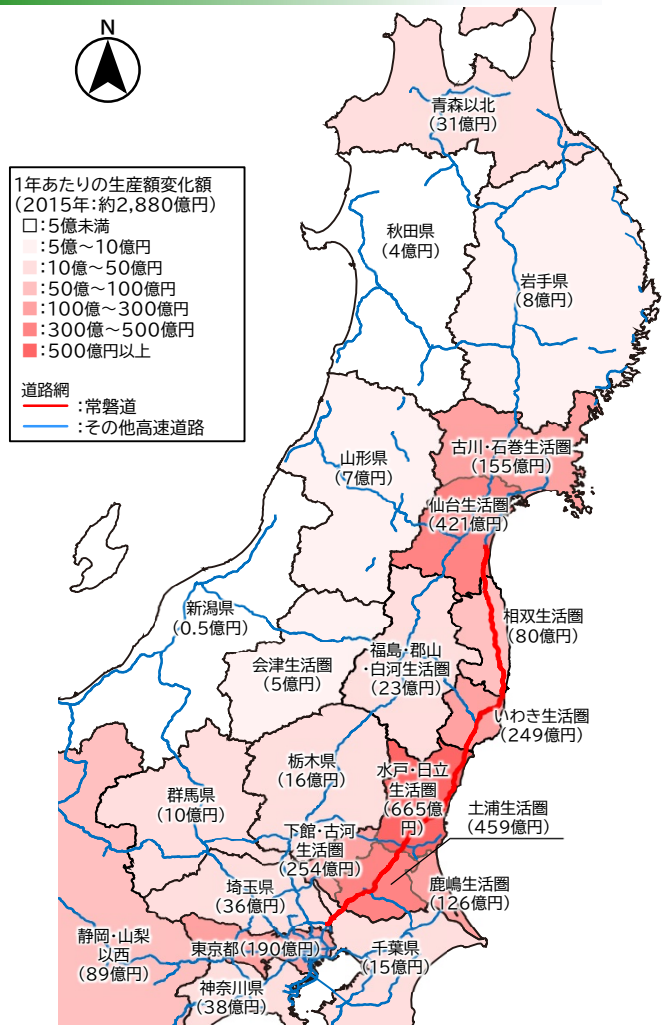 N
青森以北
(31億円)
1年あたりの生産額変化額
(2015年:約2,880億円)
□:5億未満
:5億～10億円
:10億～50億円
:50億～100億円
:100億～300億円
:300億～500億円
:500億円以上
道路網
:常磐道
:その他高速道路
秋田県
(4億円)
岩手県
(8億円)
古川・石巻生活圏
(155億円)
山形県
(7億円)
仙台生活圏
(421億円)
新潟県
(0.5億円)
相双生活圏
(80億円)
会津生活圏
(5億円)
福島・郡山
・白河生活圏
(23億円)
いわき生活圏
(249億円)
栃木県
(16億円)
水戸・日立
生活圏
(665億
円)
群馬県
(10億円)
土浦生活圏
(459億円)
下館・古河
生活圏
(254億円)
埼玉県
(36億円)
鹿嶋生活圏
(126億円)
静岡・山梨
以西
(89億円)
東京都(190億円)
千葉県
(15億円)
神奈川県
(38億円)